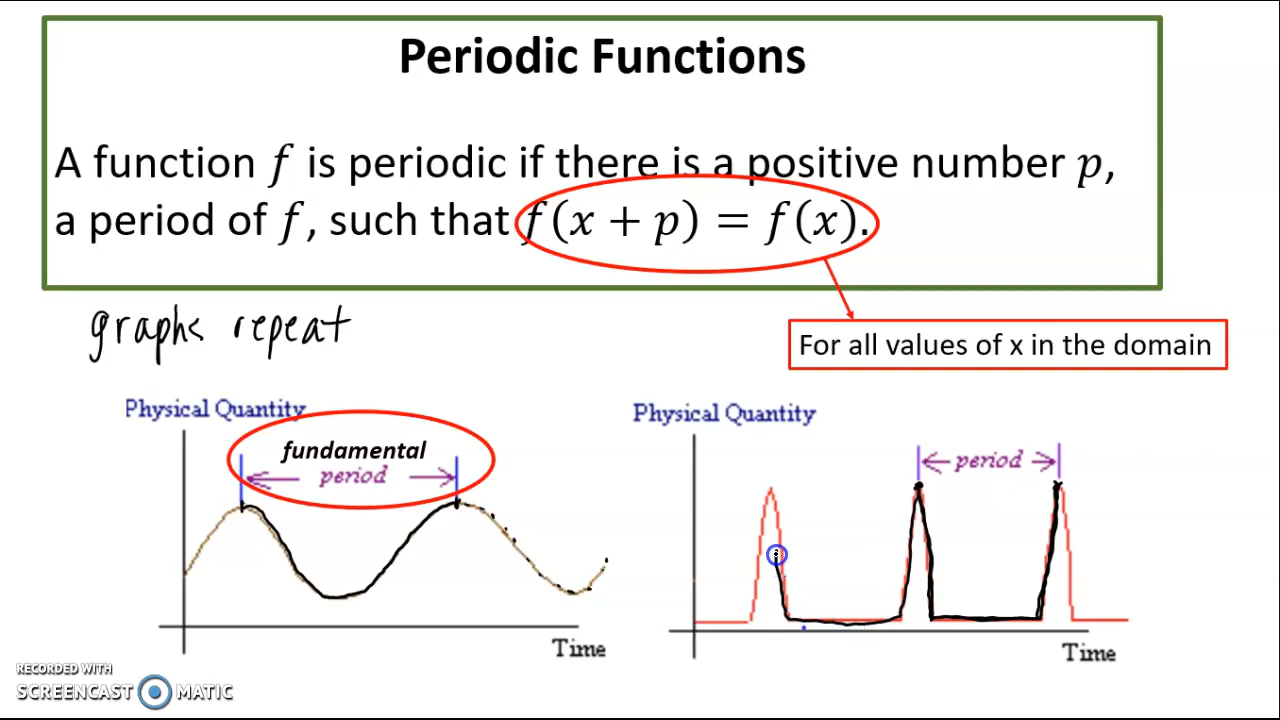 Periodic Functions
A function f is periodic if there is a positive number p,
a period of f, such that f(x + p) = f(x).
graphs repeat
For all values of x in the domain
Physical Quantity
fundamental
period
Time
Physical Quantity
period
Time
RECORDED WITH
SCREENCAST MATIC